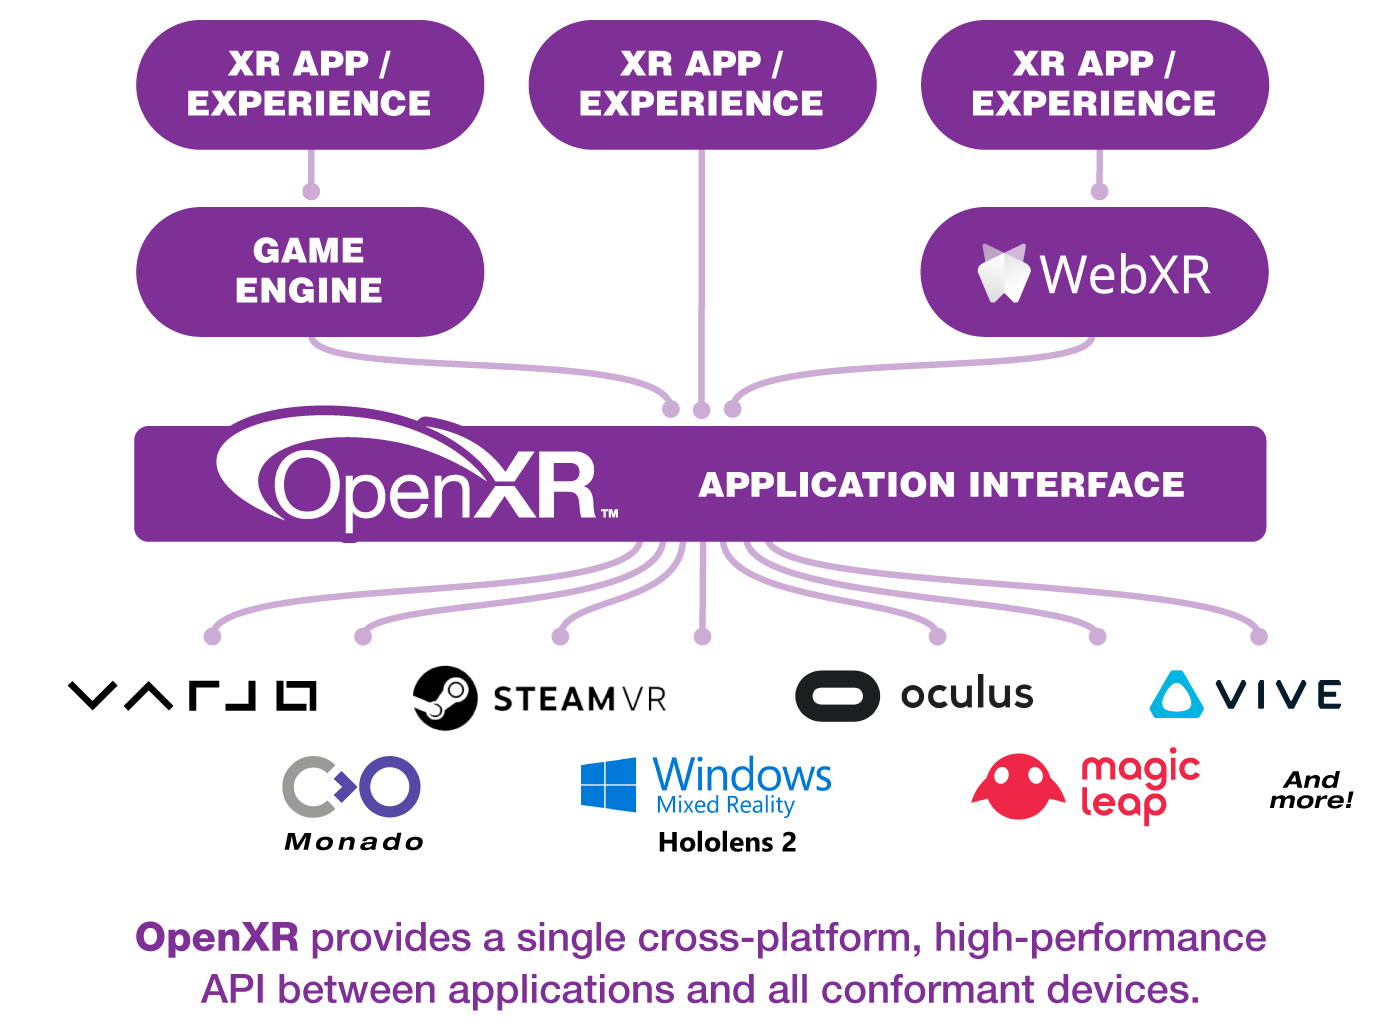 XR APP /
EXPERIENCE
XR APP /
EXPERIENCE
XR APP /
EXPERIENCE
GAME
ENGINE
WebXR
OpenXR™
APPLICATION INTERFACE
VARJO
STEAMVR
oculus
VIVE
Monado
Windows
Mixed Reality
Hololens 2
magic
leap
And
more!
OpenXR provides a single cross-platform, high-performance
API between applications and all conformant devices.